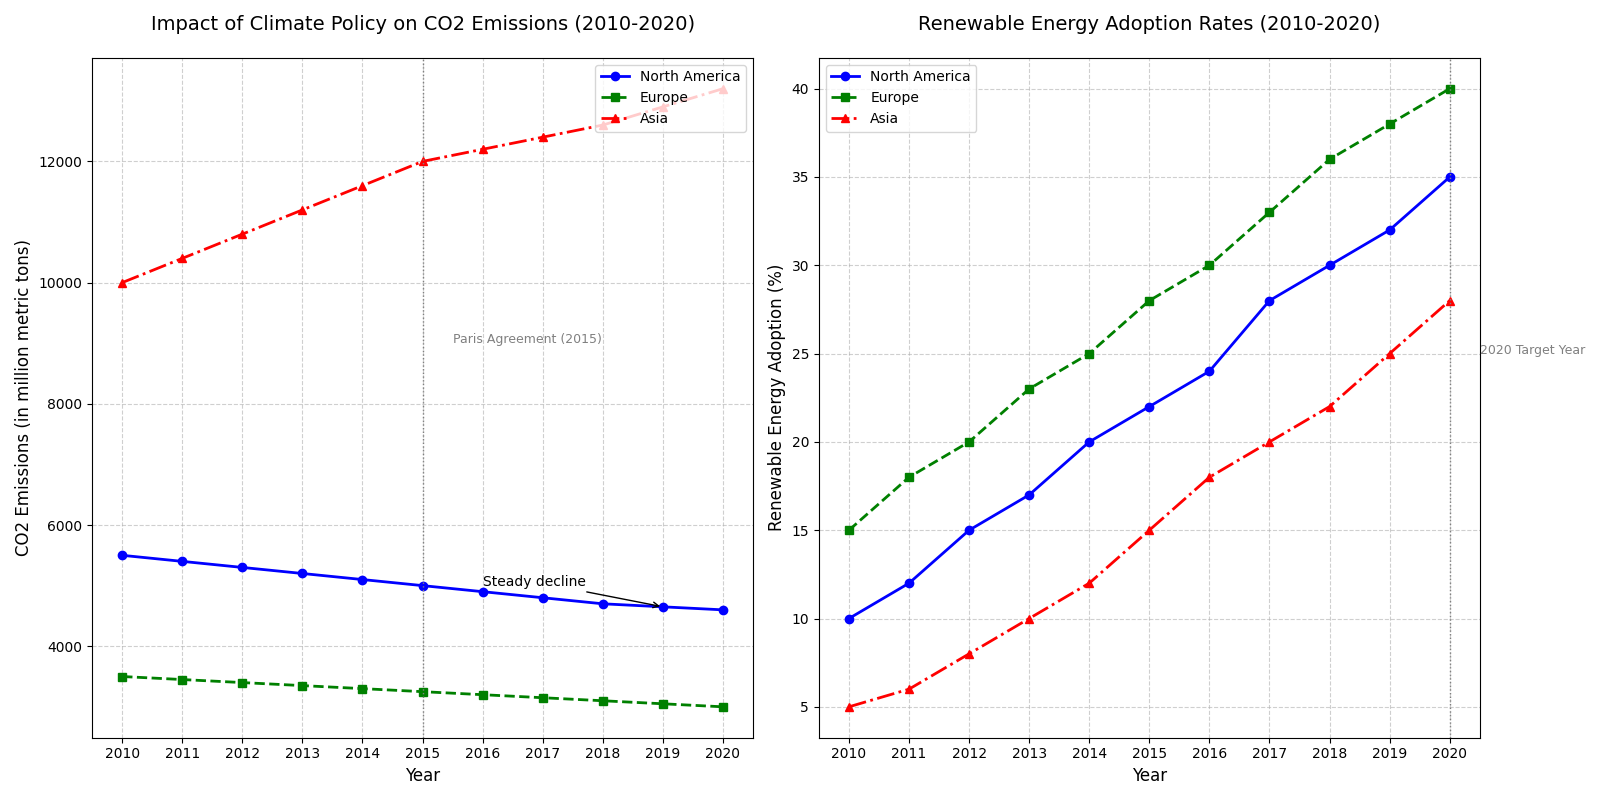 Impact of Climate Policy on CO2 Emissions (2010-2020)
CO2 Emissions (in million metric tons)
12000
10000
8000
6000
4000
North America
Europe
Asia
Paris Agreement (2015)
Steady decline
2010 2011 2012 2013 2014 2015 2016 2017 2018 2019 2020
Year
Renewable Energy Adoption Rates (2010-2020)
Renewable Energy Adoption (%)
40
35
30
25
20
15
10
5
North America
Europe
Asia
2020 Target Year
2010 2011 2012 2013 2014 2015 2016 2017 2018 2019 2020
Year